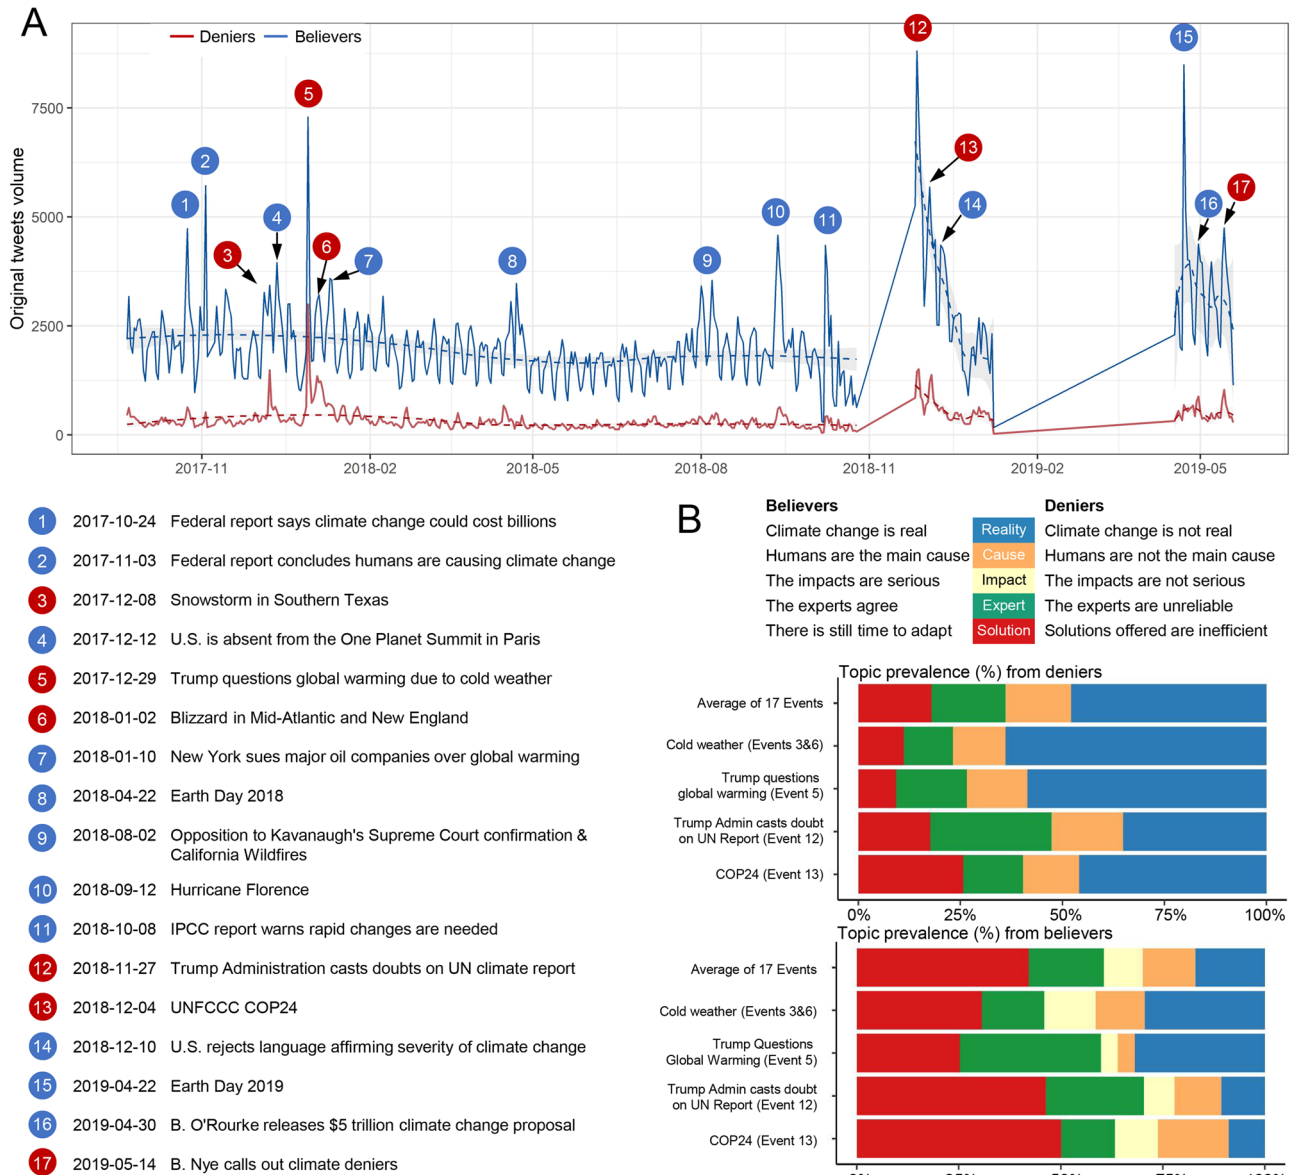 A
Deniers Believers
Original tweets volume
7500
5000
2500
0
1
2
3
4
5
6
7
8
9
10
11
12
13
14
15
16
17
2017-11
2018-02
2018-05
2018-08
2018-11
2019-02
2019-05
1 2017-10-24 Federal report says climate change could cost billions
2 2017-11-03 Federal report concludes humans are causing climate change
3 2017-12-08 Snowstorm in Southern Texas
4 2017-12-12 U.S. is absent from the One Planet Summit in Paris
5 2017-12-29 Trump questions global warming due to cold weather
6 2018-01-02 Blizzard in Mid-Atlantic and New England
7 2018-01-10 New York sues major oil companies over global warming
8 2018-04-22 Earth Day 2018
9 2018-08-02 Opposition to Kavanaugh's Supreme Court confirmation &
California Wildfires
10 2018-09-12 Hurricane Florence
11 2018-10-08 IPCC report warns rapid changes are needed
12 2018-11-27 Trump Administration casts doubts on UN climate report
13 2018-12-04 UNFCCC COP24
14 2018-12-10 U.S. rejects language affirming severity of climate change
15 2019-04-22 Earth Day 2019
16 2019-04-30 B. O'Rourke releases $5 trillion climate change proposal
17 2019-05-14 B. Nye calls out climate deniers
B
Believers Deniers
Climate change is real Reality Climate change is not real
Humans are the main cause Cause Humans are not the main cause
The impacts are serious Impact The impacts are not serious
The experts agree Expert The experts are unreliable
There is still time to adapt Solution Solutions offered are inefficient
Topic prevalence (%) from deniers
Average of 17 Events
Cold weather (Events 3&6)
Trump questions
global warming (Event 5)
Trump Admin casts doubt
on UN Report (Event 12)
COP24 (Event 13)
0% 25% 50% 75% 100%
Topic prevalence (%) from believers
Average of 17 Events
Cold weather (Events 3&6)
Trump Questions
Global Warming (Event 5)
Trump Admin casts doubt
on UN Report (Event 12)
COP24 (Event 13)